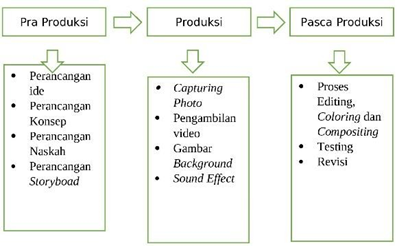 Pra Produksi
Produksi
Pasca Produksi
• Perancangan
ide
• Perancangan
Konsep
• Perancangan
Naskah
• Perancangan
Storyboad
• Capturing
Photo
• Pengambilan
video
• Gambar
Background
• Sound Effect
• Proses
Editing,
Coloring dan
Compositing
• Testing
• Revisi